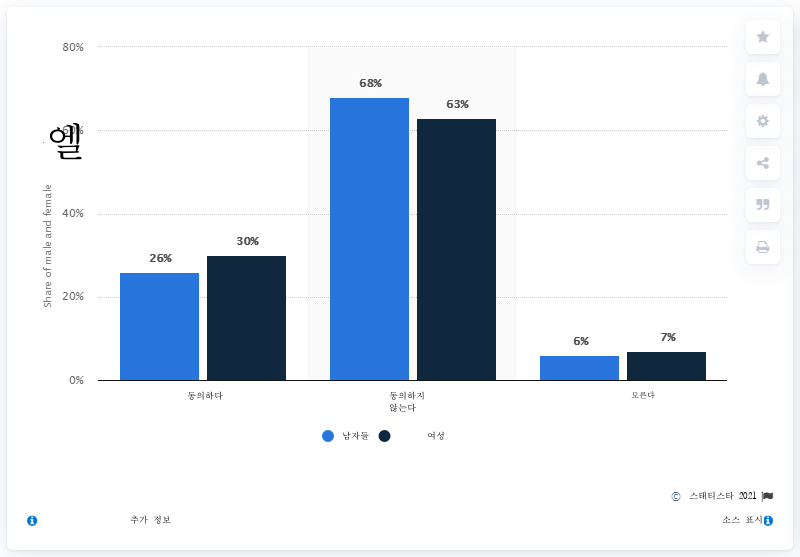 80%
68%
63%
60%
엘
Share of male and female
40%
26%
30%
20%
6%
7%
0%
동의하다
동의하지
않는다
모른다
남자들
여성
© 스태티스타 2021
추가 정보
소스 표시